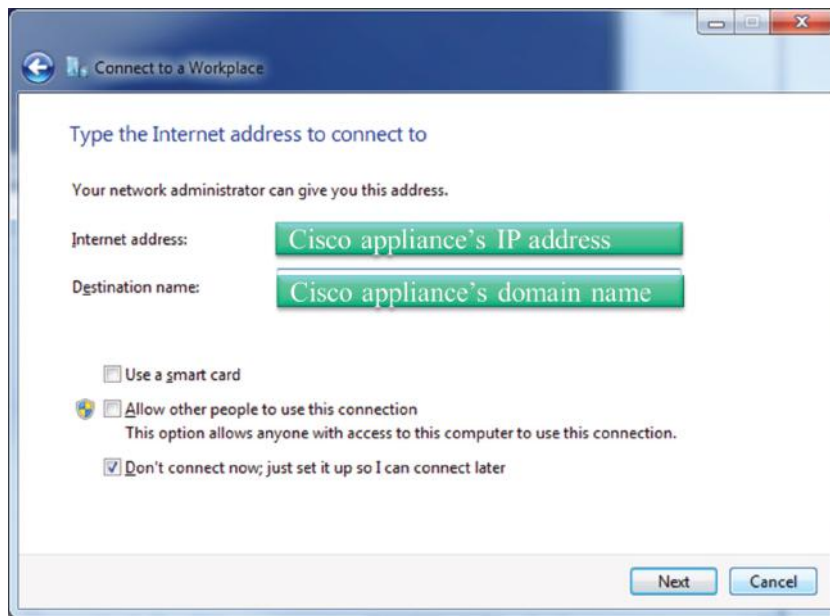 Connect to a Workplace
Type the Internet address to connect to
Your network administrator can give you this address.
Internet address: Cisco appliance's IP address
Destination name: Cisco appliance's domain name
Use a smart card
Allow other people to use this connection
This option allows anyone with access to this computer to use this connection.
Don't connect now; just set it up so I can connect later
Next Cancel